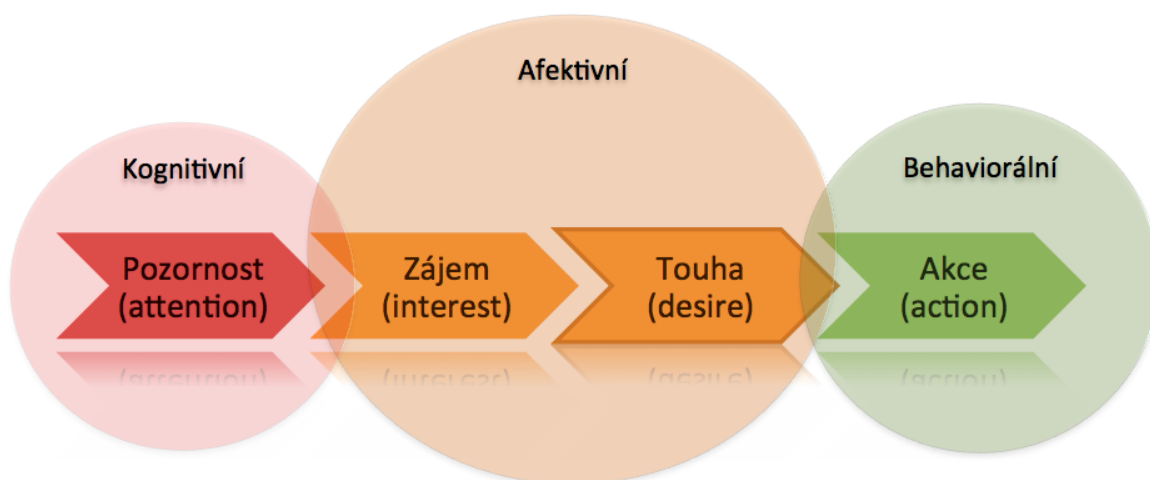 Afektivní
Kognitivní
Behaviorální
Pozornost
(attention)
Zájem
(interest)
Touha
(desire)
Akce
(action)